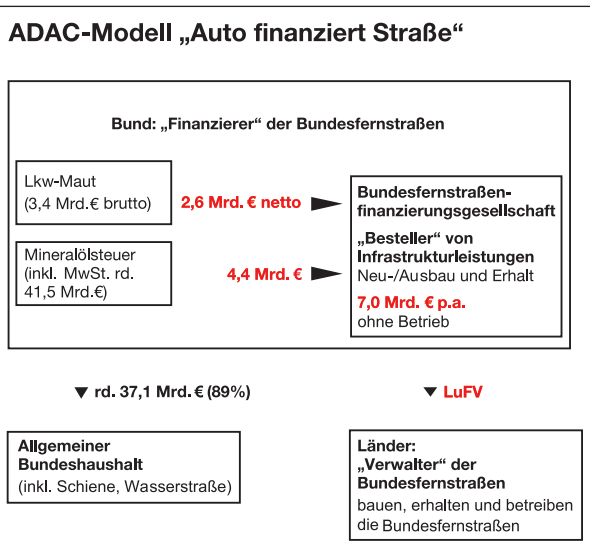 ADAC-Modell „Auto finanziert Straße“
Bund: „Finanzierer“ der Bundesfernstraßen
Lkw-Maut
(3,4 Mrd.€ brutto)
2,6 Mrd. € netto ►
Mineralölsteuer
(inkl. MwSt. rd.
41,5 Mrd.€)
4,4 Mrd. € ►
Bundesfernstraßen-
finanzierungsgesellschaft
„Besteller“ von
Infrastrukturleistungen
Neu-/Ausbau und Erhalt
7,0 Mrd. € p.a.
ohne Betrieb
▼ rd. 37,1 Mrd. € (89%)
▼ LuFV
Allgemeiner
Bundeshaushalt
(inkl. Schiene, Wasserstraße)
Länder:
„Verwalter“ der
Bundesfernstraßen
bauen, erhalten und betreiben
die Bundesfernstraßen